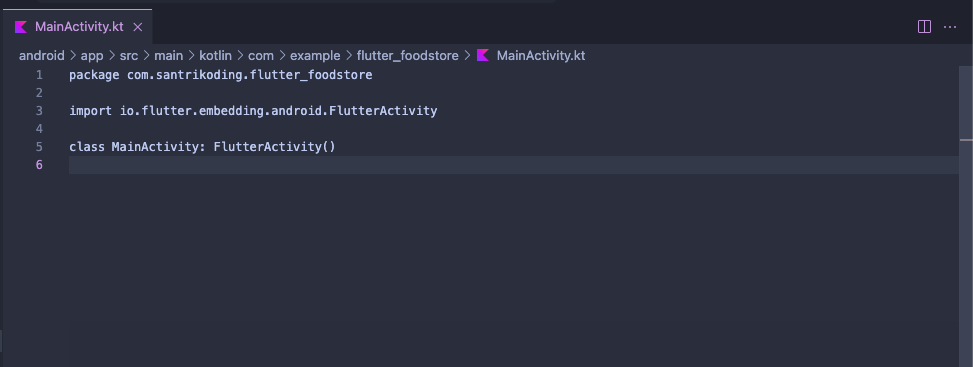 MainActivity.kt
android > app > src > main > kotlin > com > example > flutter_foodstore > MainActivity.kt
1 package com.santrikoding.flutter_foodstore
2
3 import io.flutter.embedding.android.FlutterActivity
4
5 class MainActivity: FlutterActivity()
6